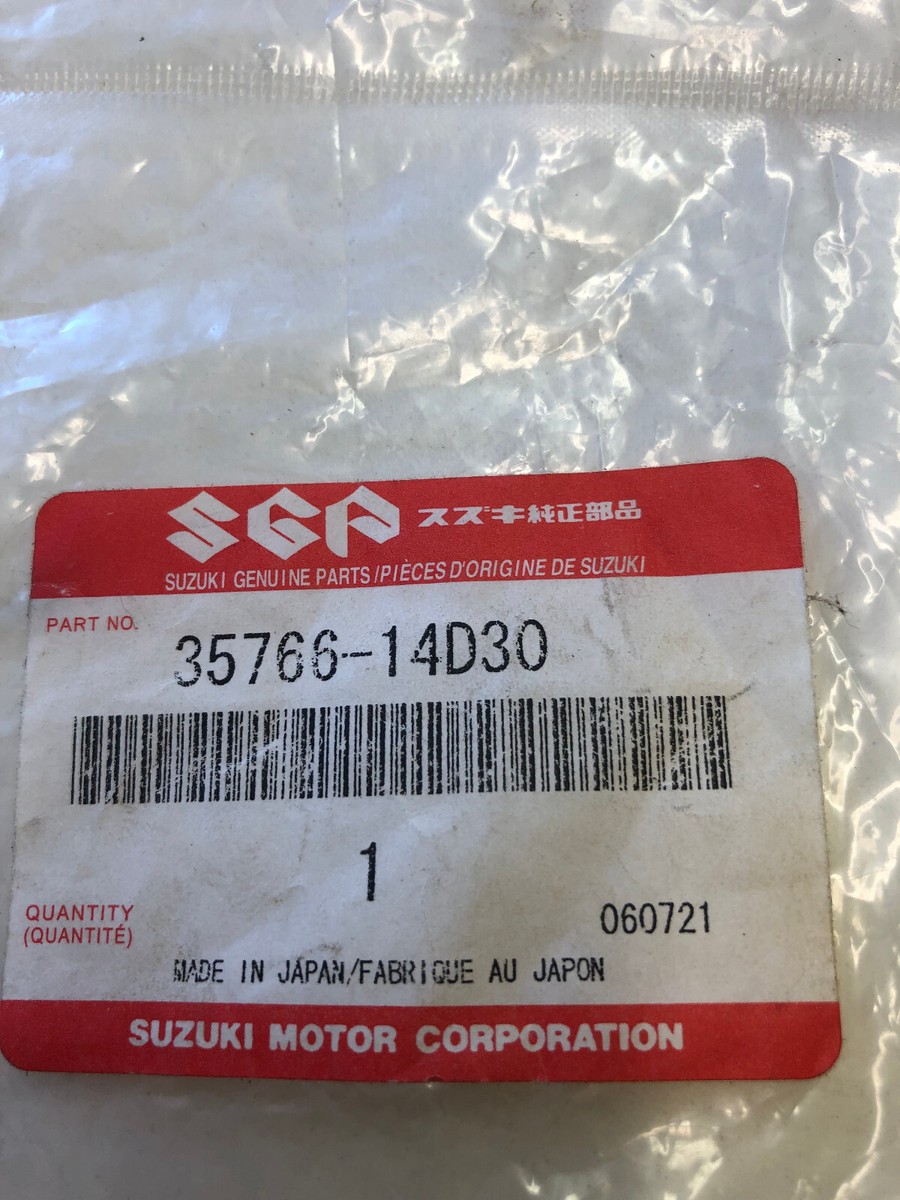 SGP スズキ純正部品
SUZUKI GENUINE PARTS/PIÈCES D'ORIGINE DE SUZUKI
PART NO. 35766-14D30
1
QUANTITY
(QUANTITÉ)
060721
MADE IN JAPAN/FABRIQUE AU JAPON
SUZUKI MOTOR CORPORATION